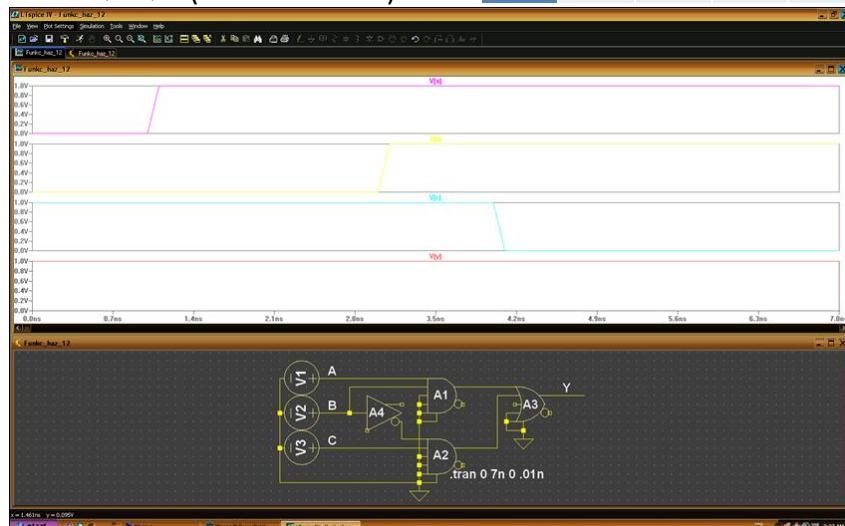 LTspice IV - Funkc_haz_12
File View Plot Settings Simulation Tools Window Help
Funkc_haz_12 Funkc_haz_12
Funkc_haz_12
V(a)
1.0V
0.8V
0.6V
0.4V
0.2V
0.0V
V(b)
1.0V
0.8V
0.6V
0.4V
0.2V
0.0V
V(c)
1.0V
0.8V
0.6V
0.4V
0.2V
0.0V
V(y)
1.0V
0.8V
0.6V
0.4V
0.2V
0.0V
0.0ns 0.7ns 1.4ns 2.1ns 2.8ns 3.5ns 4.2ns 4.9ns 5.6ns 6.3ns 7.0n
Funkc_haz_12
V1 A
V2 B A4 A1 A3 Y
V3 C A2
.tran 0 7n 0 .01n
x = 1.461ns y = 0.095V